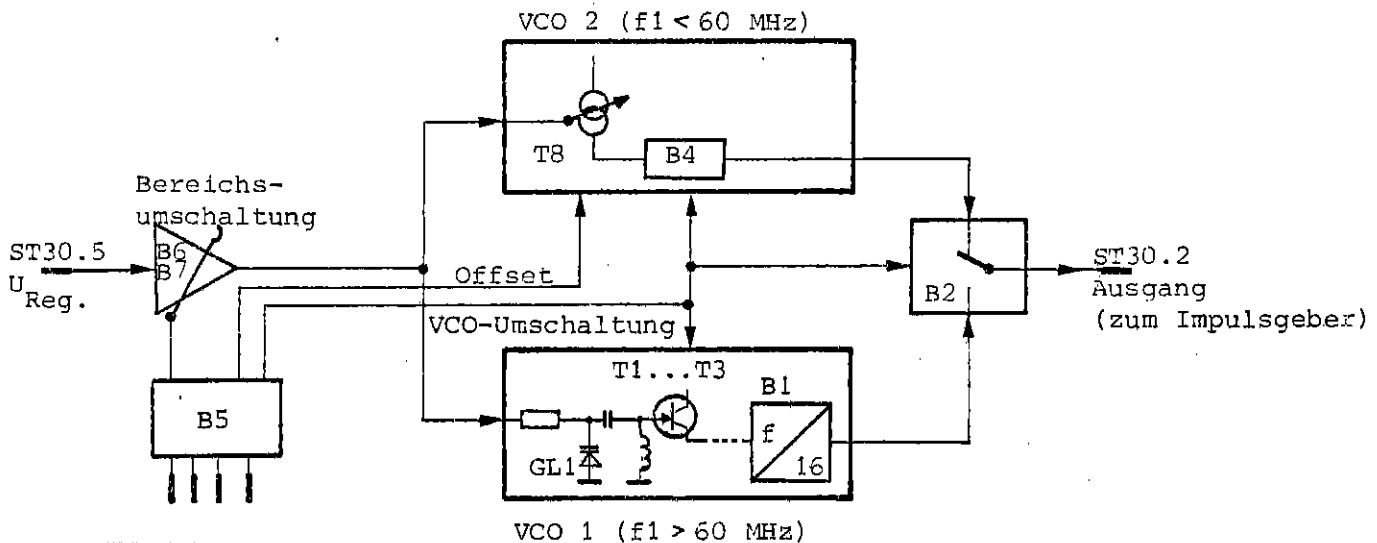 VCO 2 (f1 < 60 MHz)
T8
B4
Bereichs-
umschaltung
ST30.5
U Reg.
B6
B7
Offset
VCO-Umschaltung
B5
B2
ST30.2
Ausgang
(zum Impulsgeber)
T1...T3
B1
f
16
GL1
VCO 1 (f1 > 60 MHz)